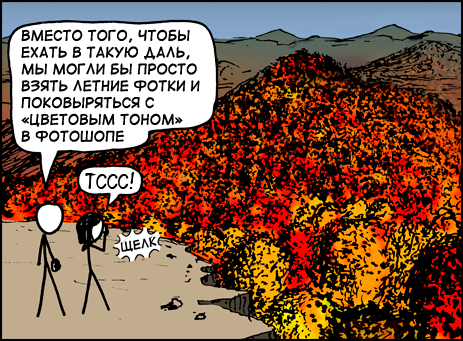 ВМЕСТО ТОГО, ЧТОБЫ
ЕХАТЬ В ТАКУЮ ДАЛЬ,
МЫ МОГЛИ БЫ ПРОСТО
ВЗЯТЬ ЛЕТНИЕ ФОТКИ И
ПОКОВЫРЯТЬСЯ С
«ЦВЕТОВЫМ ТОНОМ»
В ФОТОШОПЕ
ТССС!
ЩЕЛК